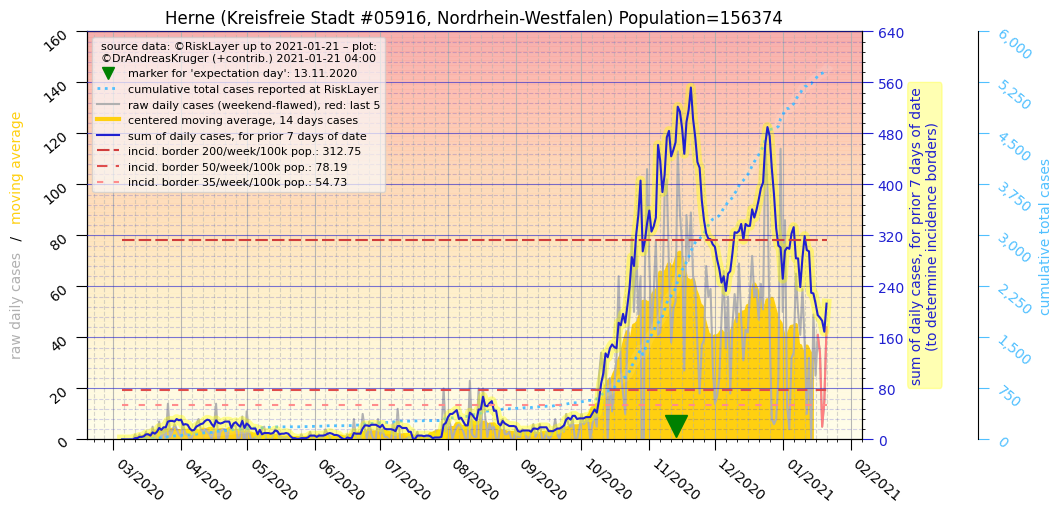 Herne (Kreisfreie Stadt #05916, Nordrhein-Westfalen) Population=156374
source data: ©RiskLayer up to 2021-01-21 – plot:
©DrAndreasKruger (+contrib.) 2021-01-21 04:00
marker for 'expectation day': 13.11.2020
cumulative total cases reported at RiskLayer
raw daily cases (weekend-flawed), red: last 5
centered moving average, 14 days cases
sum of daily cases, for prior 7 days of date
incid. border 200/week/100k pop.: 312.75
incid. border 50/week/100k pop.: 78.19
incid. border 35/week/100k pop.: 54.73
raw daily cases / moving average
160
140
120
100
80
60
40
20
0
03/2020
04/2020
05/2020
06/2020
07/2020
08/2020
09/2020
10/2020
11/2020
12/2020
01/2021
02/2021
640
560
480
400
320
240
160
80
0
sum of daily cases, for prior 7 days of date
(to determine incidence borders)
6,000
5,250
4,500
3,750
3,000
2,250
1,500
750
0
cumulative total cases